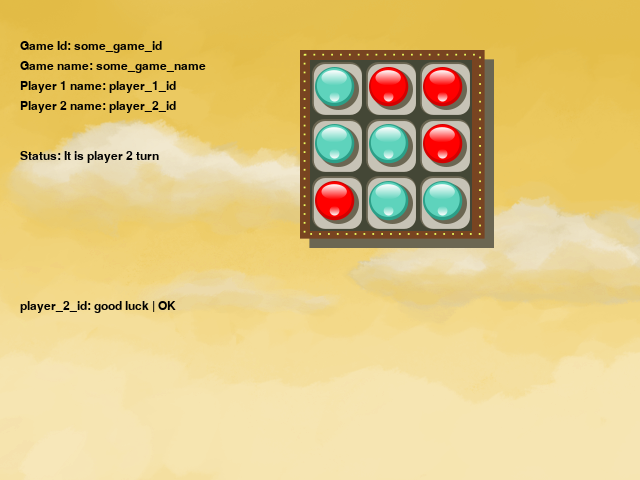 Game Id: some_game_id
Game name: some_game_name
Player 1 name: player_1_id
Player 2 name: player_2_id
Status: It is player 2 turn
player_2_id: good luck | OK